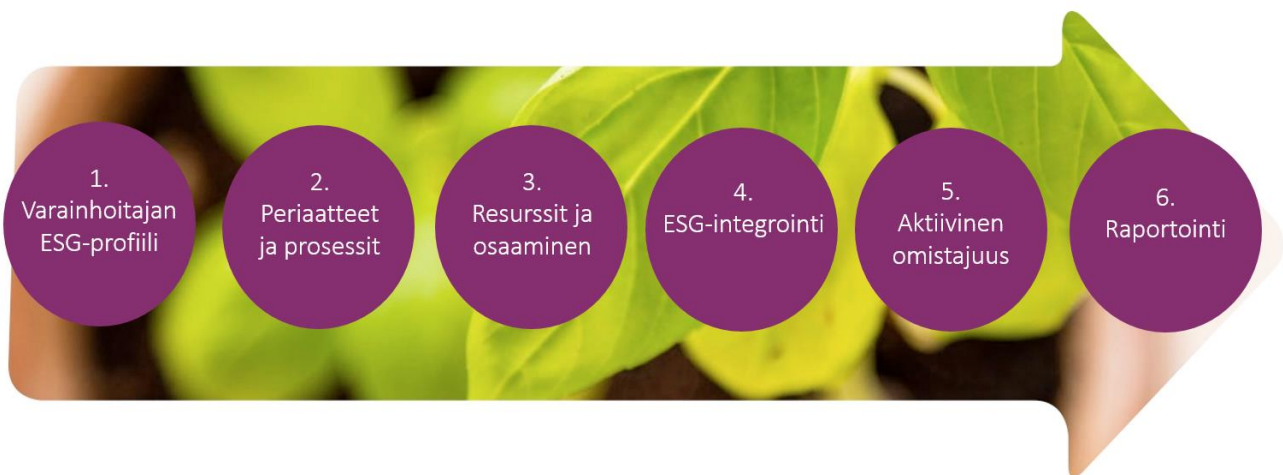 1.
Varainhoitajan
ESG-profiili
2.
Periaatteet
ja prosessit
3.
Resurssit ja
osaaminen
4.
ESG-integrointi
5.
Aktiivinen
omistajuus
6.
Raportointi